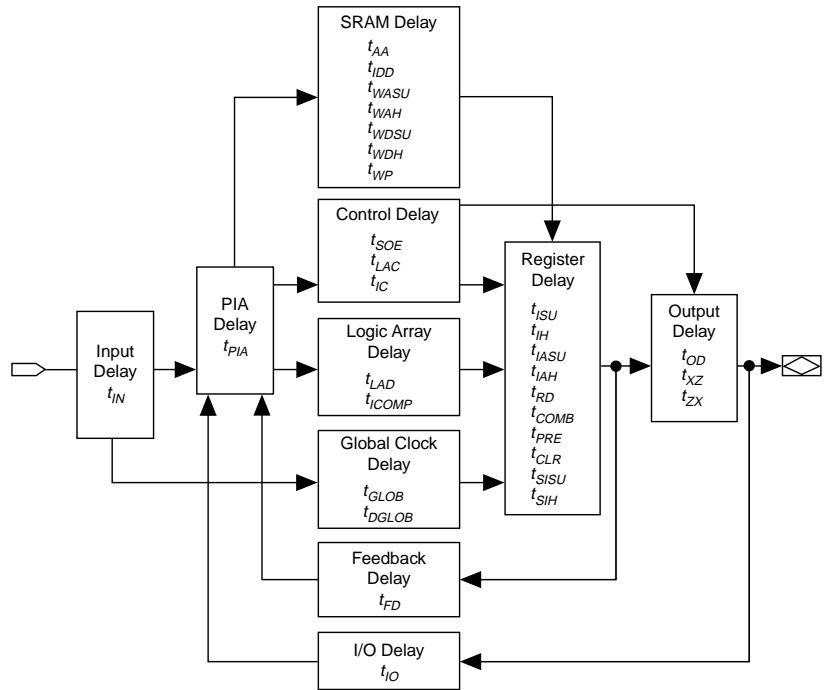 SRAM Delay
tAA
tIDD
tWASU
tWAH
tWDSU
tWDH
tWP
Control Delay
tSOE
tLAC
tIC
Register
Delay
tISU
tIH
tIASU
tIAH
tRD
tCOMB
tPRE
tCLR
tSISU
tSIH
PIA
Delay
tPIA
Input
Delay
tIN
Logic Array
Delay
tLAD
tICOMP
Output
Delay
tOD
tXZ
tZX
Global Clock
Delay
tGLOB
tDGLOB
Feedback
Delay
tFD
I/O Delay
tIO